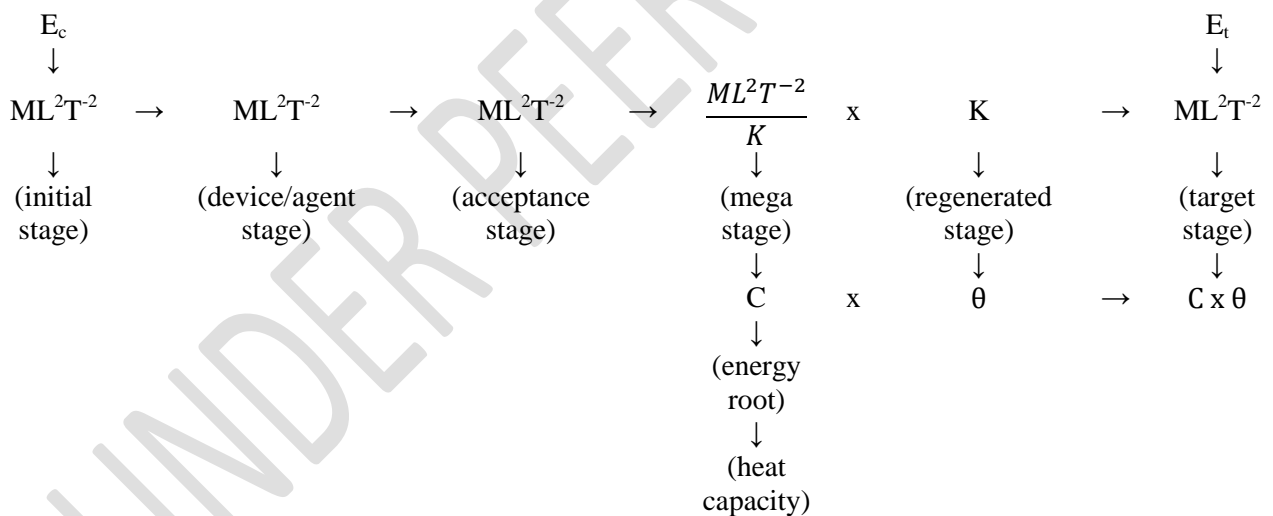 E_c E_t
↓ ↓
ML²T⁻² → ML²T⁻² → ML²T⁻² → ML²T⁻²/K x K → ML²T⁻²
↓ ↓ ↓ ↓ ↓ ↓
(initial (device/agent (acceptance (mega (regenerated (target
stage) stage) stage) stage) stage) stage)
↓ ↓ ↓
C x θ → C x θ
↓
(energy
root)
↓
(heat
capacity)
UNDER PEER